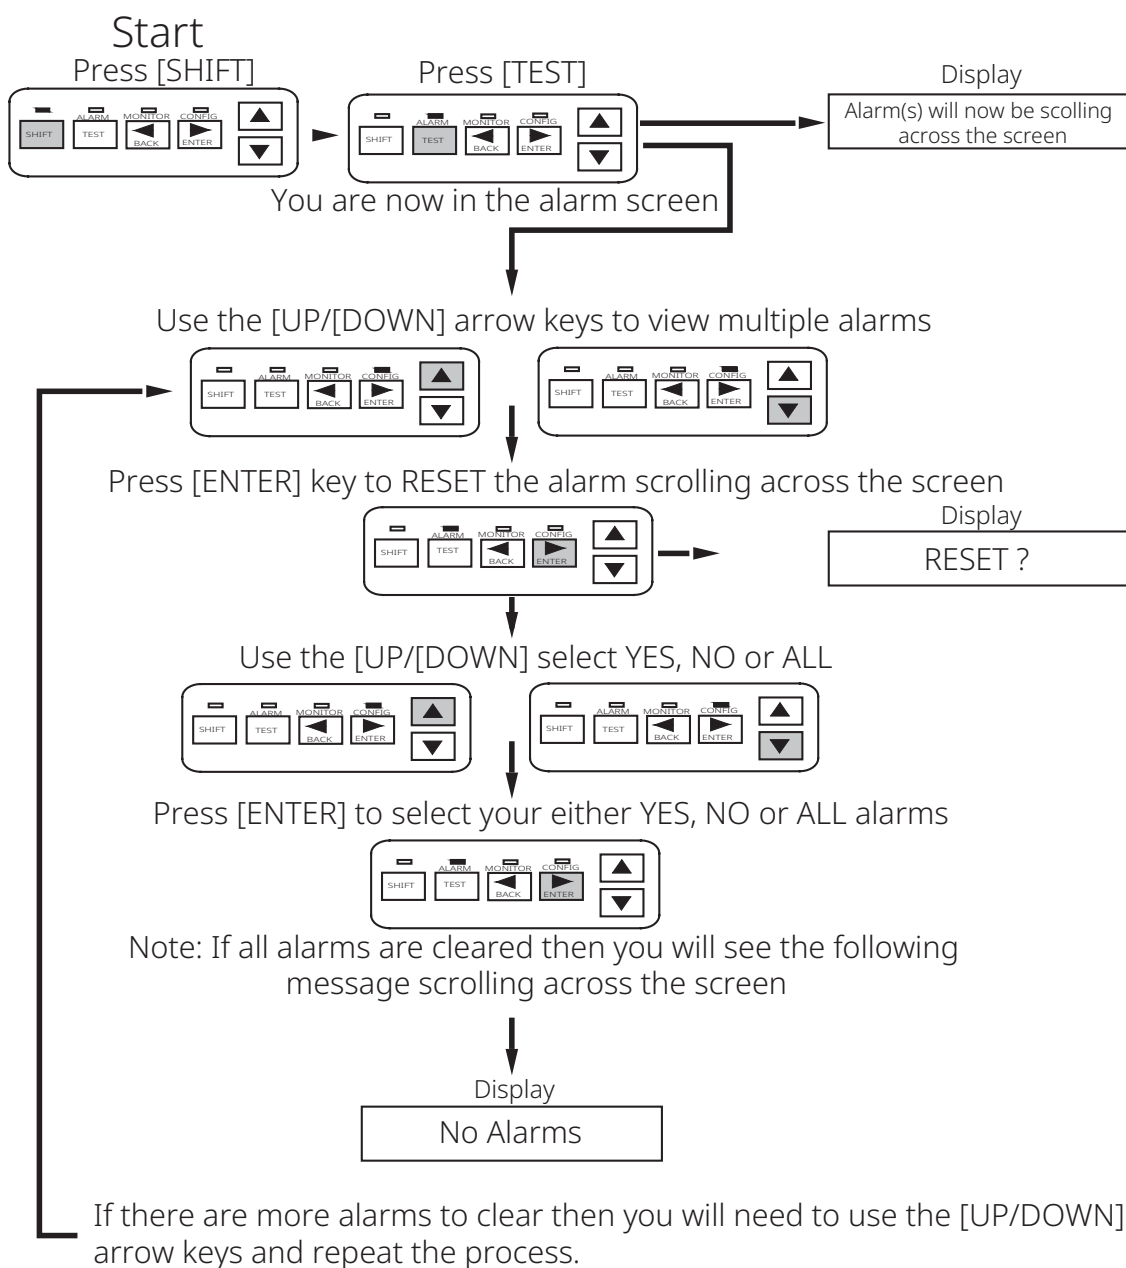 Start
Press [SHIFT]
Press [TEST]
Display
SHIFT
ALARM
TEST
MONITOR
BACK
CONFIG
ENTER
SHIFT
ALARM
TEST
MONITOR
BACK
CONFIG
ENTER
Alarm(s) will now be scolling
across the screen
You are now in the alarm screen
Use the [UP/[DOWN] arrow keys to view multiple alarms
SHIFT
ALARM
TEST
MONITOR
BACK
CONFIG
ENTER
SHIFT
ALARM
TEST
MONITOR
BACK
CONFIG
ENTER
Press [ENTER] key to RESET the alarm scrolling across the screen
SHIFT
ALARM
TEST
MONITOR
BACK
CONFIG
ENTER
Display
RESET ?
Use the [UP/[DOWN] select YES, NO or ALL
SHIFT
ALARM
TEST
MONITOR
BACK
CONFIG
ENTER
SHIFT
ALARM
TEST
MONITOR
BACK
CONFIG
ENTER
Press [ENTER] to select your either YES, NO or ALL alarms
SHIFT
ALARM
TEST
MONITOR
BACK
CONFIG
ENTER
Note: If all alarms are cleared then you will see the following
message scrolling across the screen
Display
No Alarms
If there are more alarms to clear then you will need to use the [UP/DOWN]
arrow keys and repeat the process.